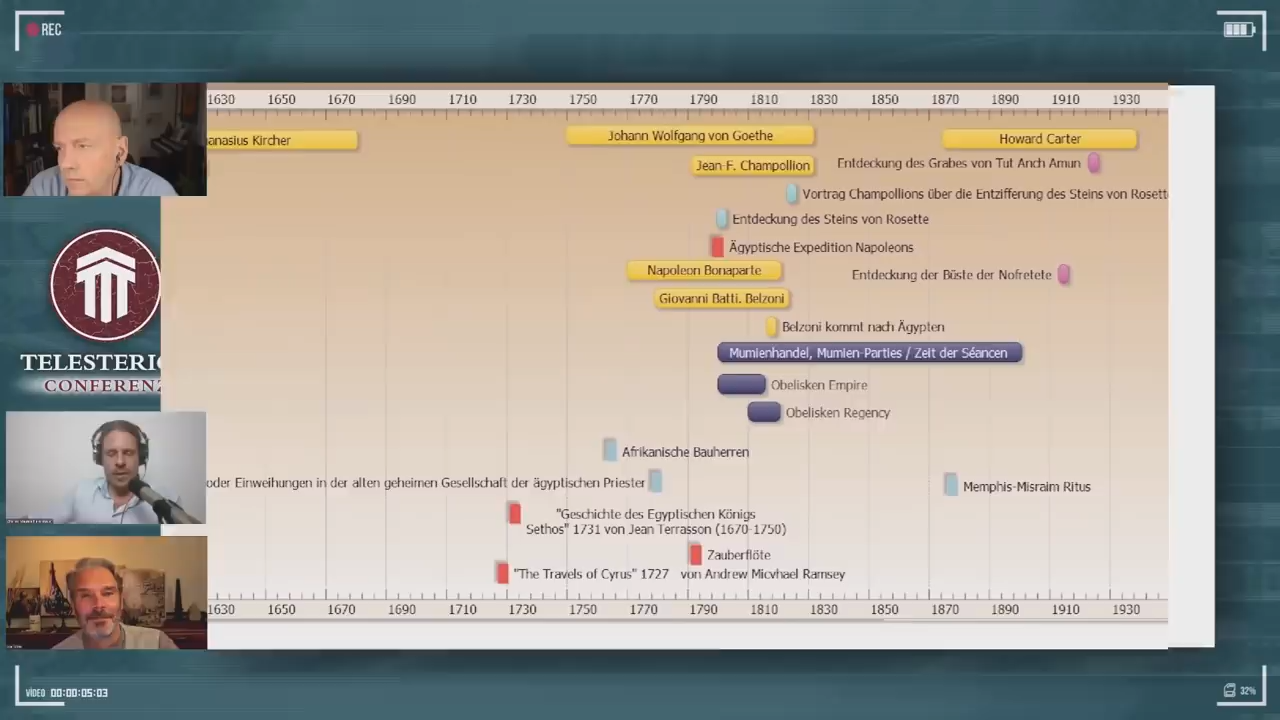 REC
1630 1650 1670 1690 1710 1730 1750 1770 1790 1810 1830 1850 1870 1890 1910 1930
anasius Kircher
Johann Wolfgang von Goethe
Howard Carter
Jean-F. Champollion
Entdeckung des Grabes von Tut Anch Amun
Vortrag Champollions über die Entzifferung des Steins von Rosett
Entdeckung des Steins von Rosette
Ägyptische Expedition Napoleons
Napoleon Bonaparte
Entdeckung der Büste der Nofretete
Giovanni Batti. Belzoni
Belzoni kommt nach Ägypten
Mumienhandel, Mumien-Parties / Zeit der Séancen
TELESTERIO
CONFERENZ
Obelisken Empire
Obelisken Regency
Afrikanische Bauherren
oder Einweihungen in der alten geheimen Gesellschaft der ägyptischen Priester
Memphis-Misraim Ritus
"Geschichte des Egyptischen Königs
Sethos" 1731 von Jean Terrasson (1670-1750)
Zauberflöte
"The Travels of Cyrus" 1727 von Andrew Micvhael Ramsey
1630 1650 1670 1690 1710 1730 1750 1770 1790 1810 1830 1850 1870 1890 1910 1930
VÍDEO 00:00:05:03
32%